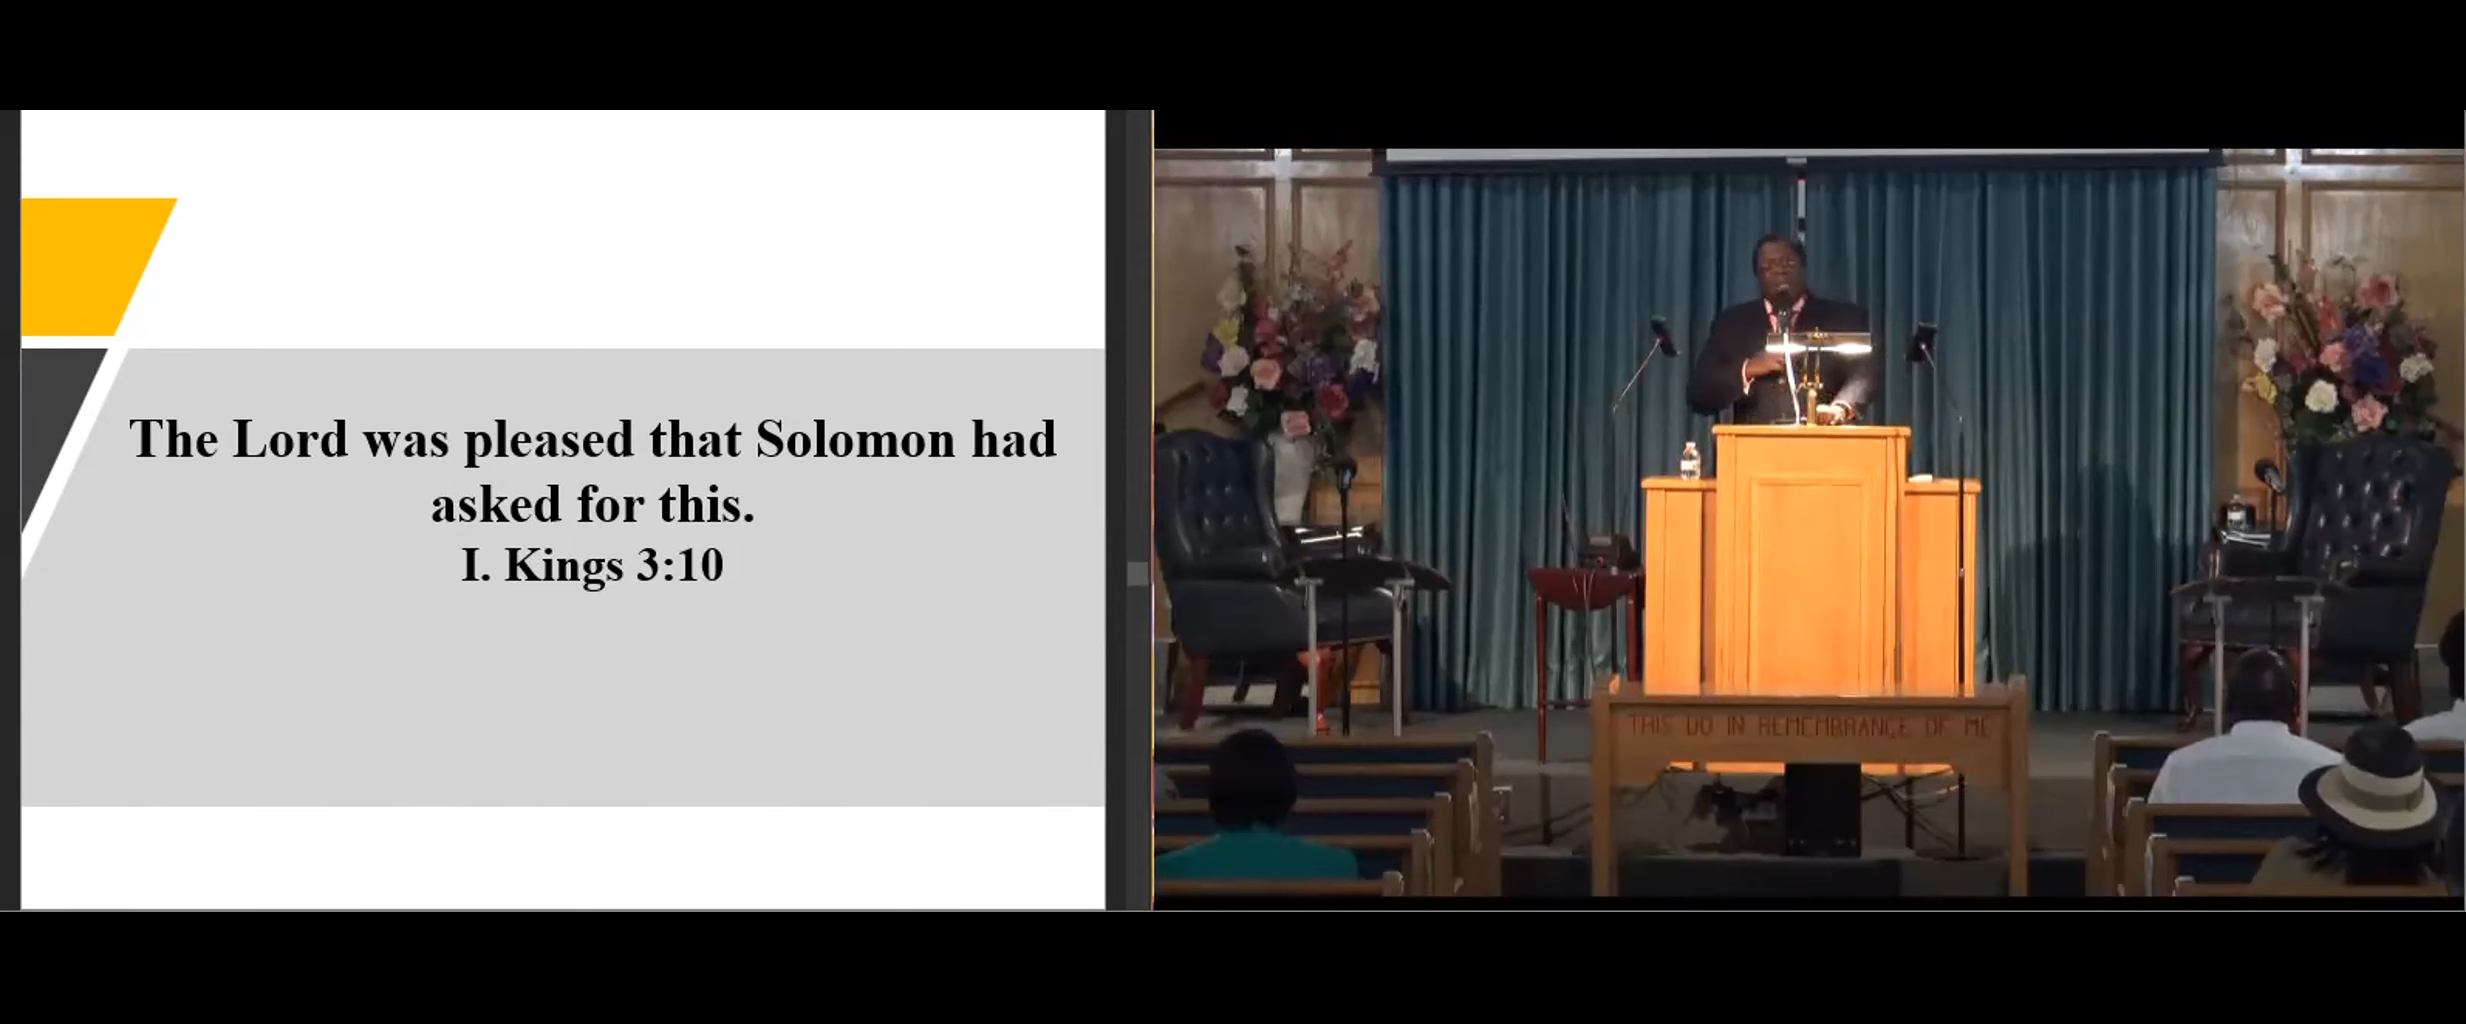 The Lord was pleased that Solomon had
asked for this.
I. Kings 3:10
THIS DO IN REMEMBRANCE OF ME